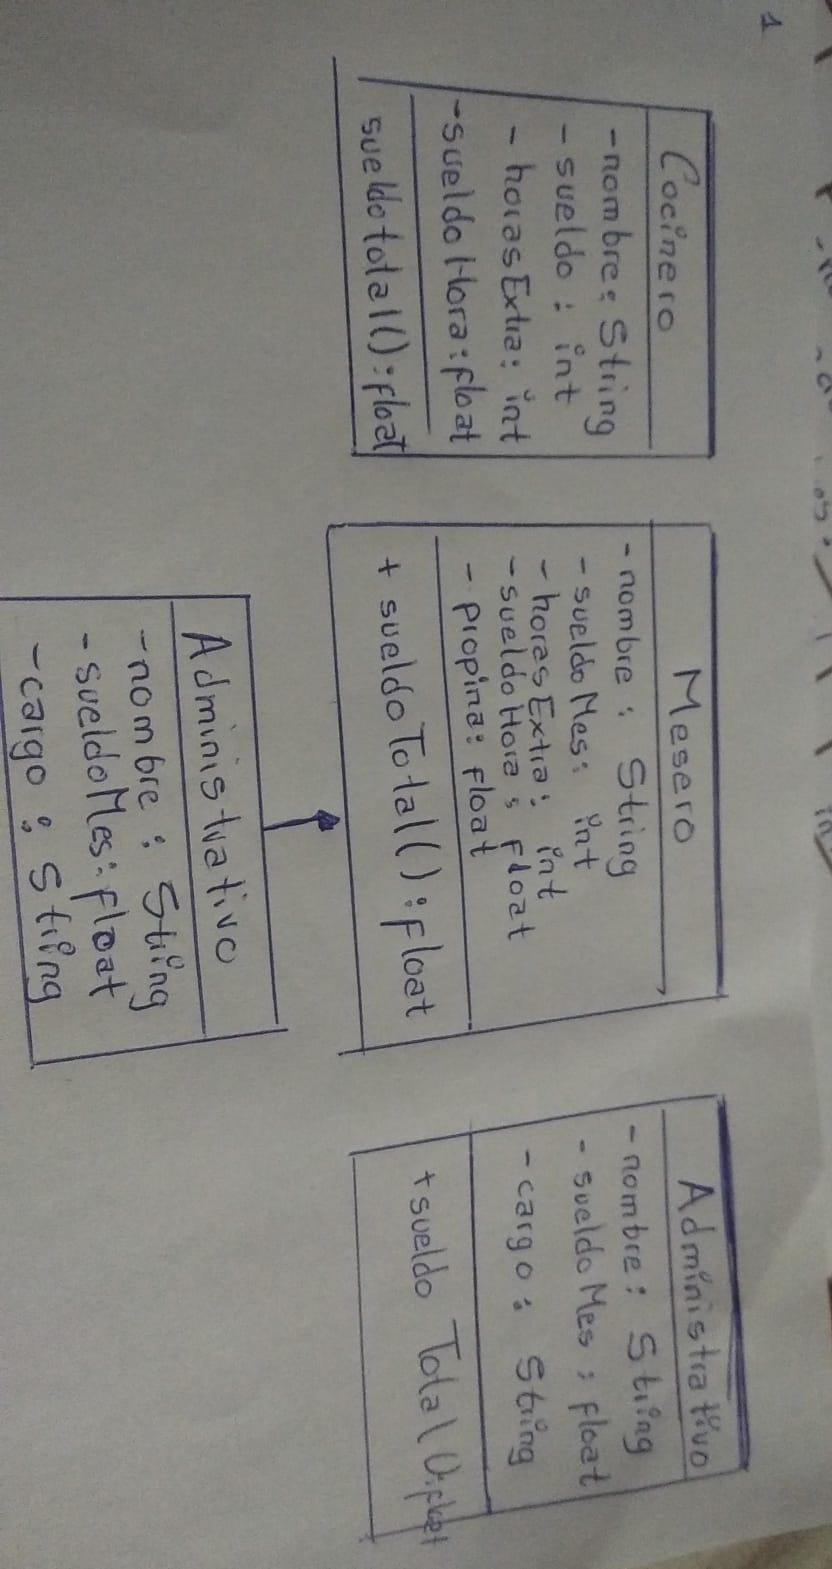 1
Cocinero
-nombre: String
- sueldo: int
- horasExtra: int
-sueldoHora: float
sueldototal(): float
Mesero
-nombre: String
-sueldoMes: int
-horasExtra: int
-sueldoHora: float
- propina: float
+ sueldoTotal(): float
Administrativo
-nombre: String
-sueldoMes: float
-cargo: String
+sueldo Total
Administrativo
-nombre: String
-sueldoMes: float
-cargo: String